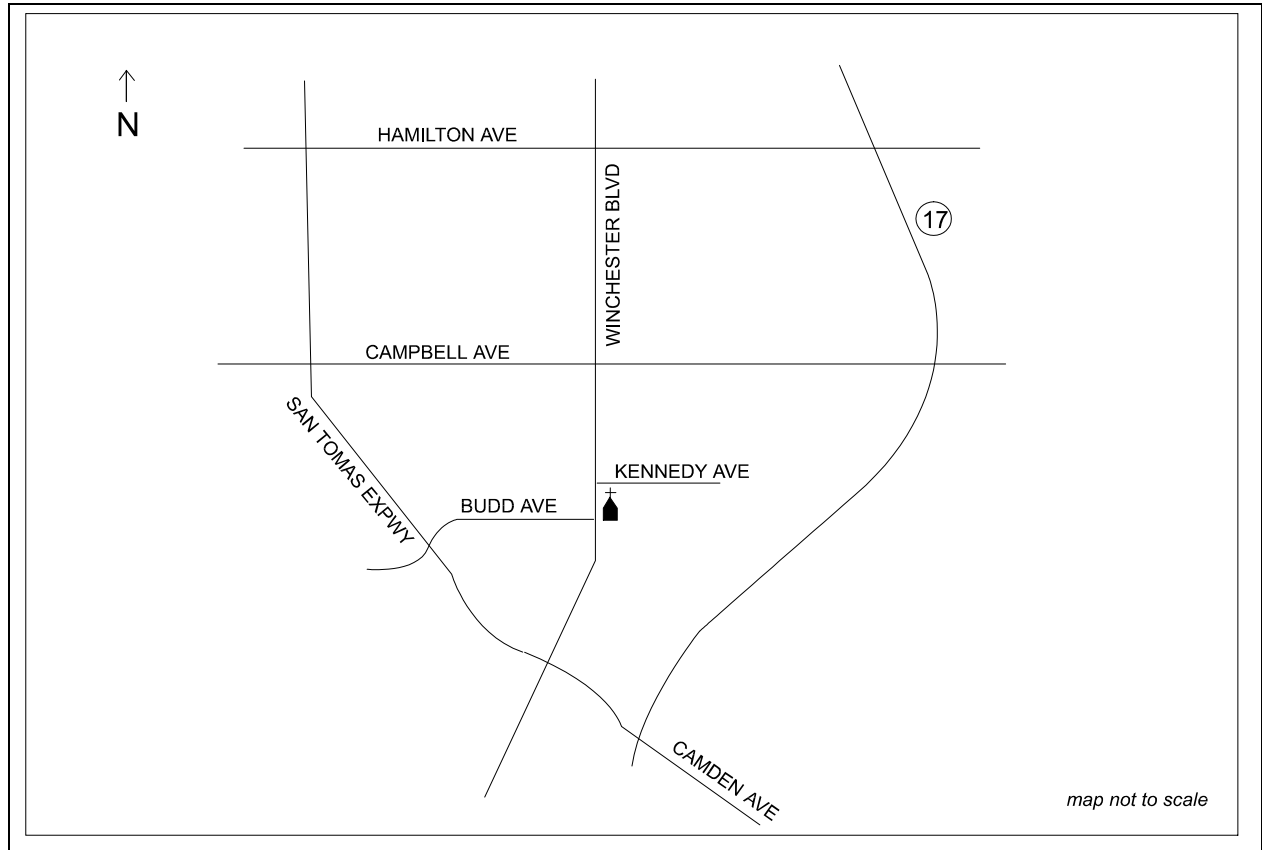 N
HAMILTON AVE
WINCHESTER BLVD
17
CAMPBELL AVE
SAN TOMAS EXPWY
KENNEDY AVE
BUDD AVE
CAMDEN AVE
map not to scale